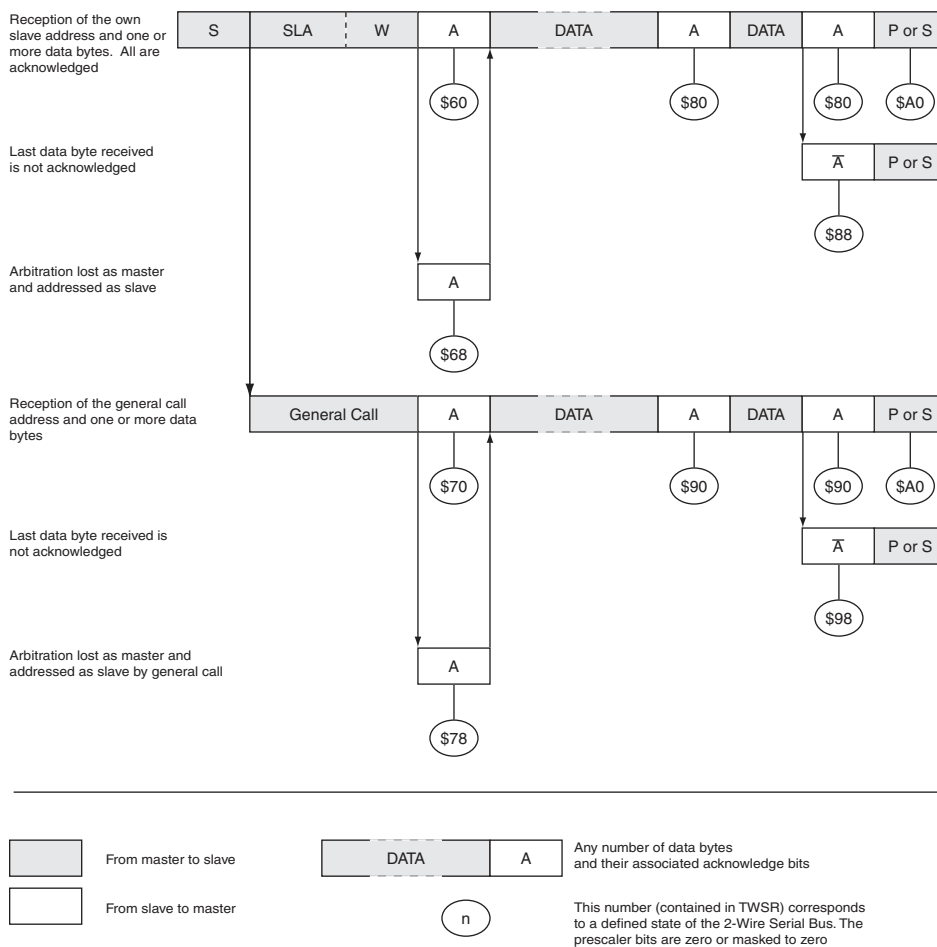 Reception of the own
slave address and one or
more data bytes. All are
acknowledged
S SLA W A DATA A DATA A P or S
$60 $80 $80 $A0
Last data byte received
is not acknowledged
A̅ P or S
$88
Arbitration lost as master
and addressed as slave
A
$68
Reception of the general call
address and one or more data
bytes
General Call A DATA A DATA A P or S
$70 $90 $90 $A0
Last data byte received is
not acknowledged
A̅ P or S
$98
Arbitration lost as master and
addressed as slave by general call
A
$78
From master to slave
DATA A
Any number of data bytes
and their associated acknowledge bits
From slave to master
n
This number (contained in TWSR) corresponds
to a defined state of the 2-Wire Serial Bus. The
prescaler bits are zero or masked to zero